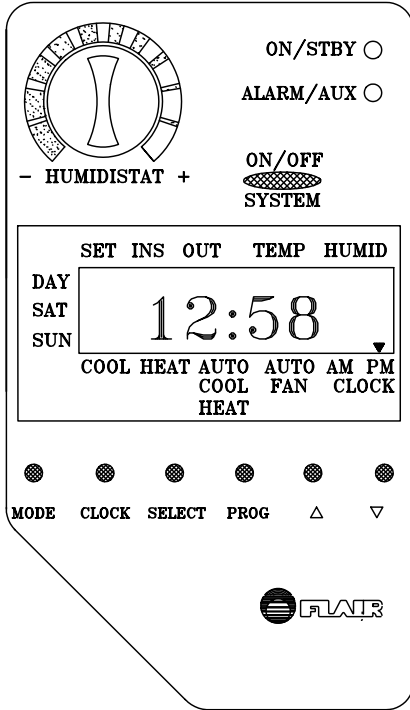 ON/STBY
ALARM/AUX
- HUMIDISTAT +
ON/OFF
SYSTEM
SET INS OUT TEMP HUMID
DAY
SAT
SUN
12:58
COOL HEAT AUTO AUTO AM PM
COOL FAN CLOCK
HEAT
MODE CLOCK SELECT PROG △ ▽
FLAIR